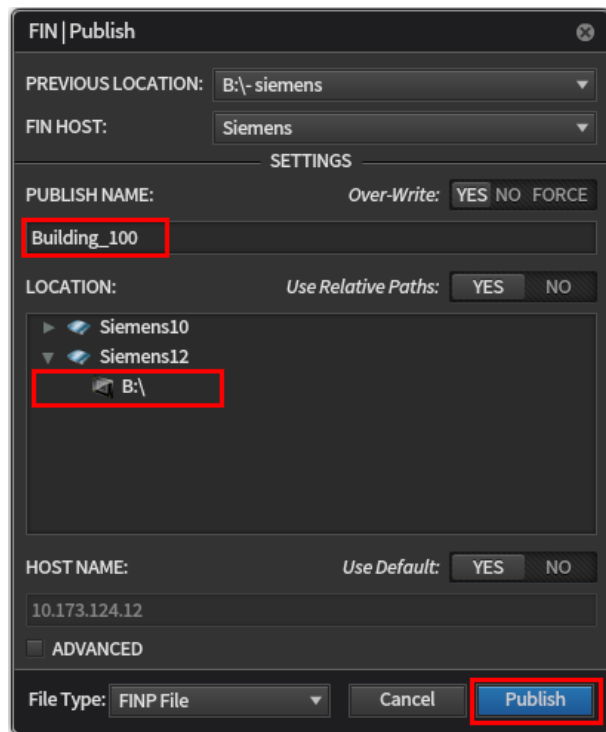 FIN | Publish
PREVIOUS LOCATION: B:\- siemens
FIN HOST: Siemens
SETTINGS
PUBLISH NAME: Over-Write: YES NO FORCE
Building_100
LOCATION: Use Relative Paths: YES NO
Siemens10
Siemens12
B:\
HOST NAME: Use Default: YES NO
10.173.124.12
ADVANCED
File Type: FINP File Cancel Publish